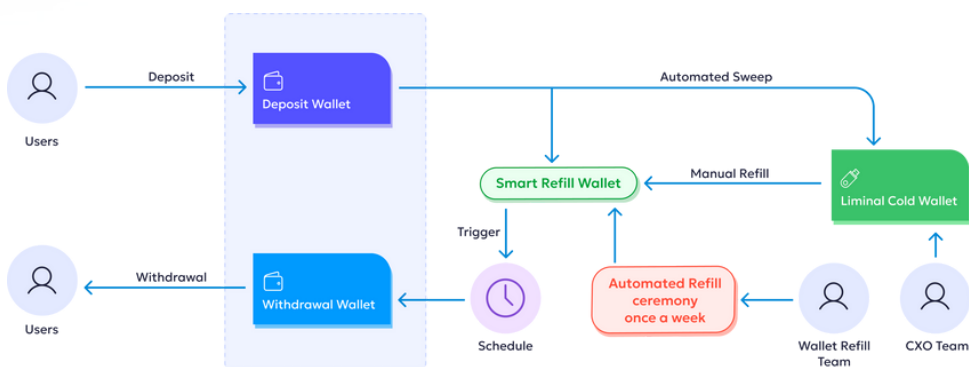 Deposit
Automated Sweep
Deposit Wallet
Users
Smart Refill Wallet
Manual Refill
Liminal Cold Wallet
Trigger
Withdrawal
Withdrawal Wallet
Automated Refill
ceremony
once a week
Users
Schedule
Wallet Refill
Team
CXO Team